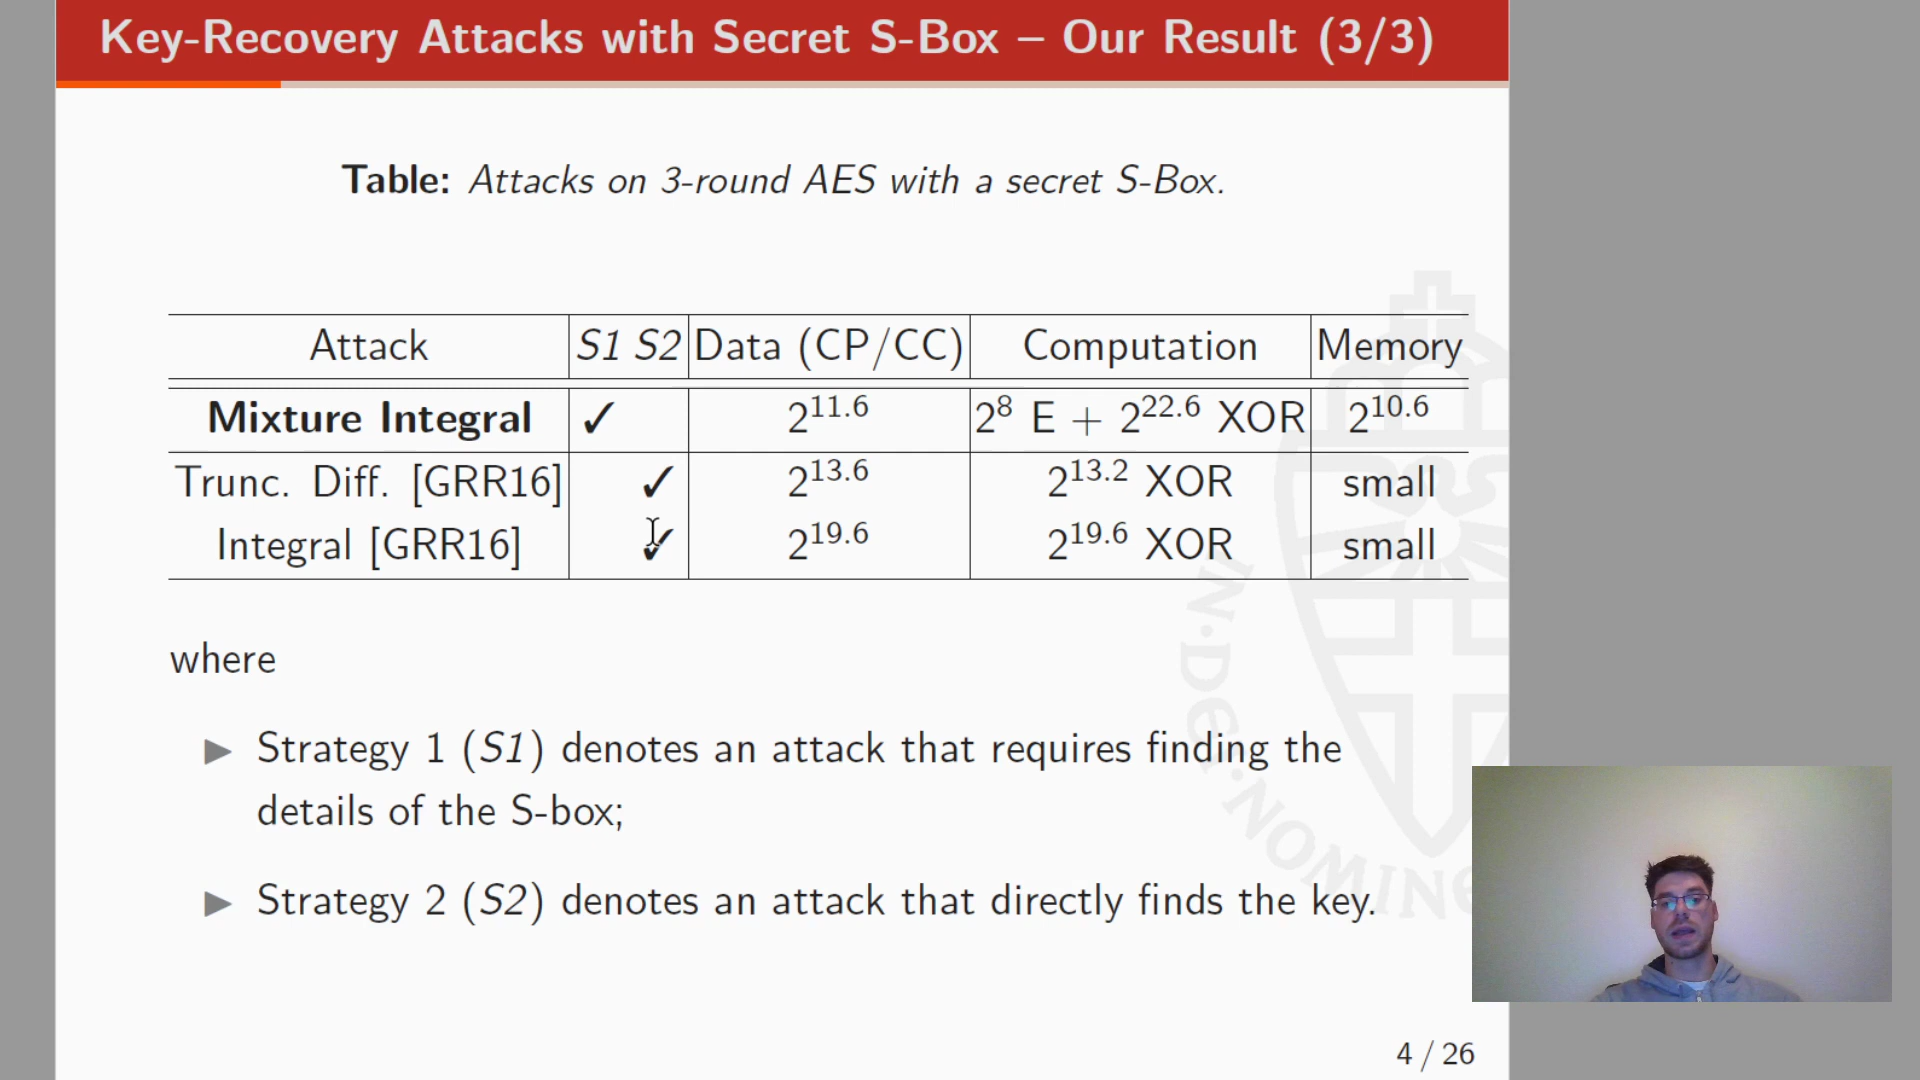 Key-Recovery Attacks with Secret S-Box – Our Result (3/3)
Table: Attacks on 3-round AES with a secret S-Box.
Attack S1 S2 Data (CP/CC) Computation Memory
Mixture Integral ✓ 2^11.6 2^8 E + 2^22.6 XOR 2^10.6
Trunc. Diff. [GRR16] ✓ 2^13.6 2^13.2 XOR small
Integral [GRR16] ✓ 2^19.6 2^19.6 XOR small
where
▶ Strategy 1 (S1) denotes an attack that requires finding the
details of the S-box;
▶ Strategy 2 (S2) denotes an attack that directly finds the key.
IN·DEI·NOMINE
4 / 26